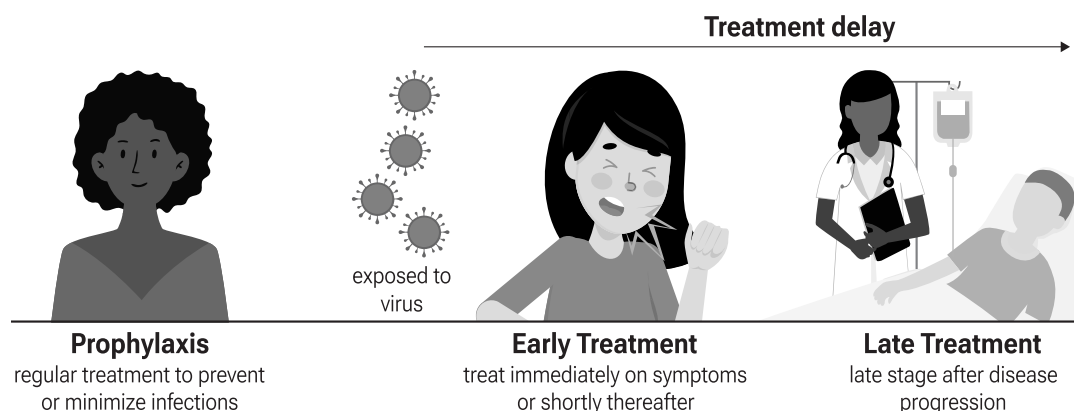 Treatment delay
exposed to
virus
Prophylaxis
regular treatment to prevent
or minimize infections
Early Treatment
treat immediately on symptoms
or shortly thereafter
Late Treatment
late stage after disease
progression